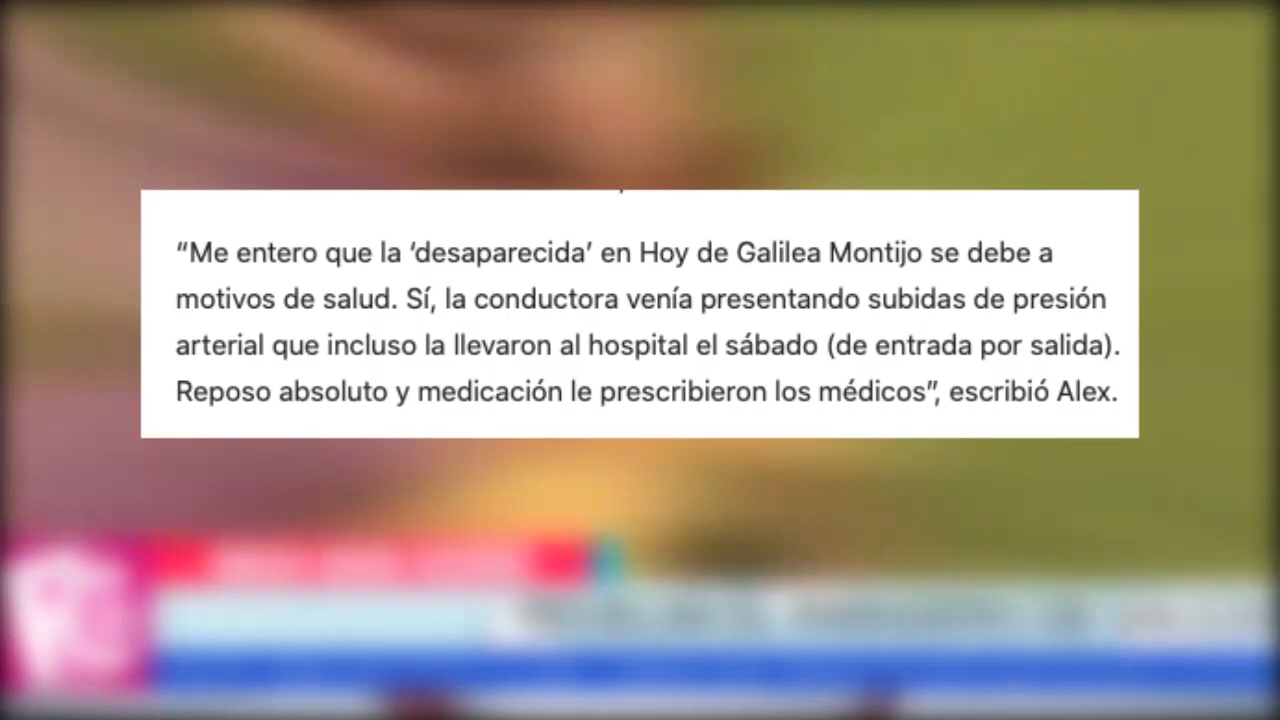 “Me entero que la ‘desaparecida’ en Hoy de Galilea Montijo se debe a
motivos de salud. Sí, la conductora venía presentando subidas de presión
arterial que incluso la llevaron al hospital el sábado (de entrada por salida).
Reposo absoluto y medicación le prescribieron los médicos”, escribió Alex.